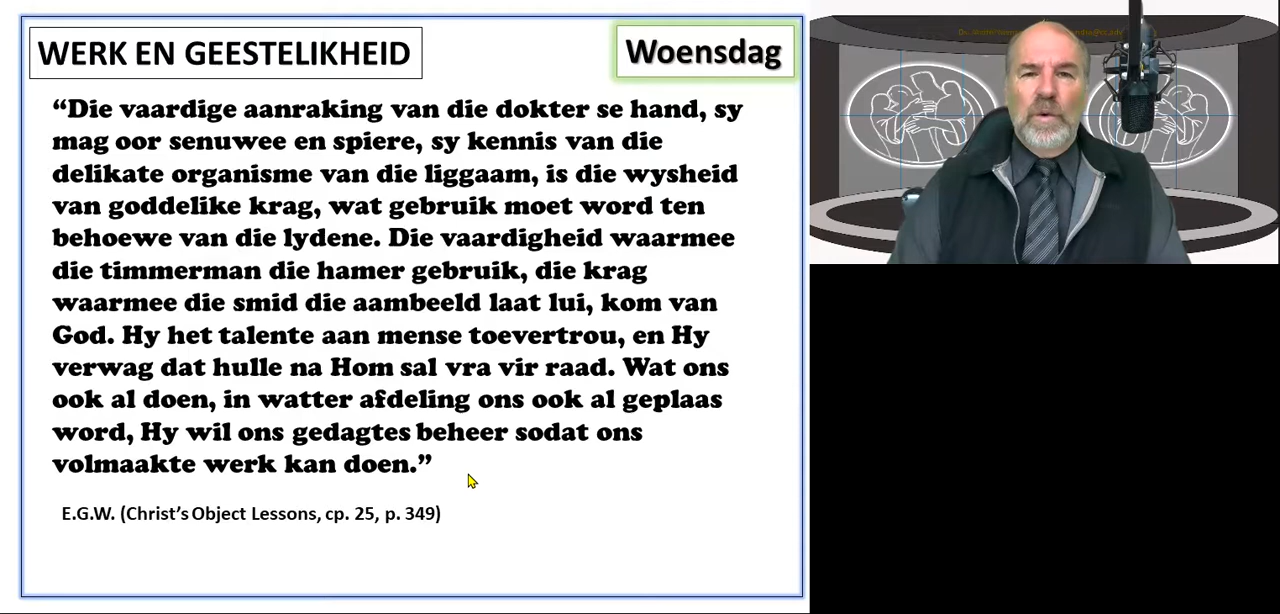 WERK EN GEESTELIKHEID
Woensdag
“Die vaardige aanraking van die dokter se hand, sy
mag oor senuwee en spiere, sy kennis van die
delikate organisme van die liggaam, is die wysheid
van goddelike krag, wat gebruik moet word ten
behoewe van die lydene. Die vaardigheid waarmee
die timmerman die hamer gebruik, die krag
waarmee die smid die aambeeld laat lui, kom van
God. Hy het talente aan mense toevertrou, en Hy
verwag dat hulle na Hom sal vra vir raad. Wat ons
ook al doen, in watter afdeling ons ook al geplaas
word, Hy wil ons gedagtes beheer sodat ons
volmaakte werk kan doen.”
E.G.W. (Christ’s Object Lessons, cp. 25, p. 349)